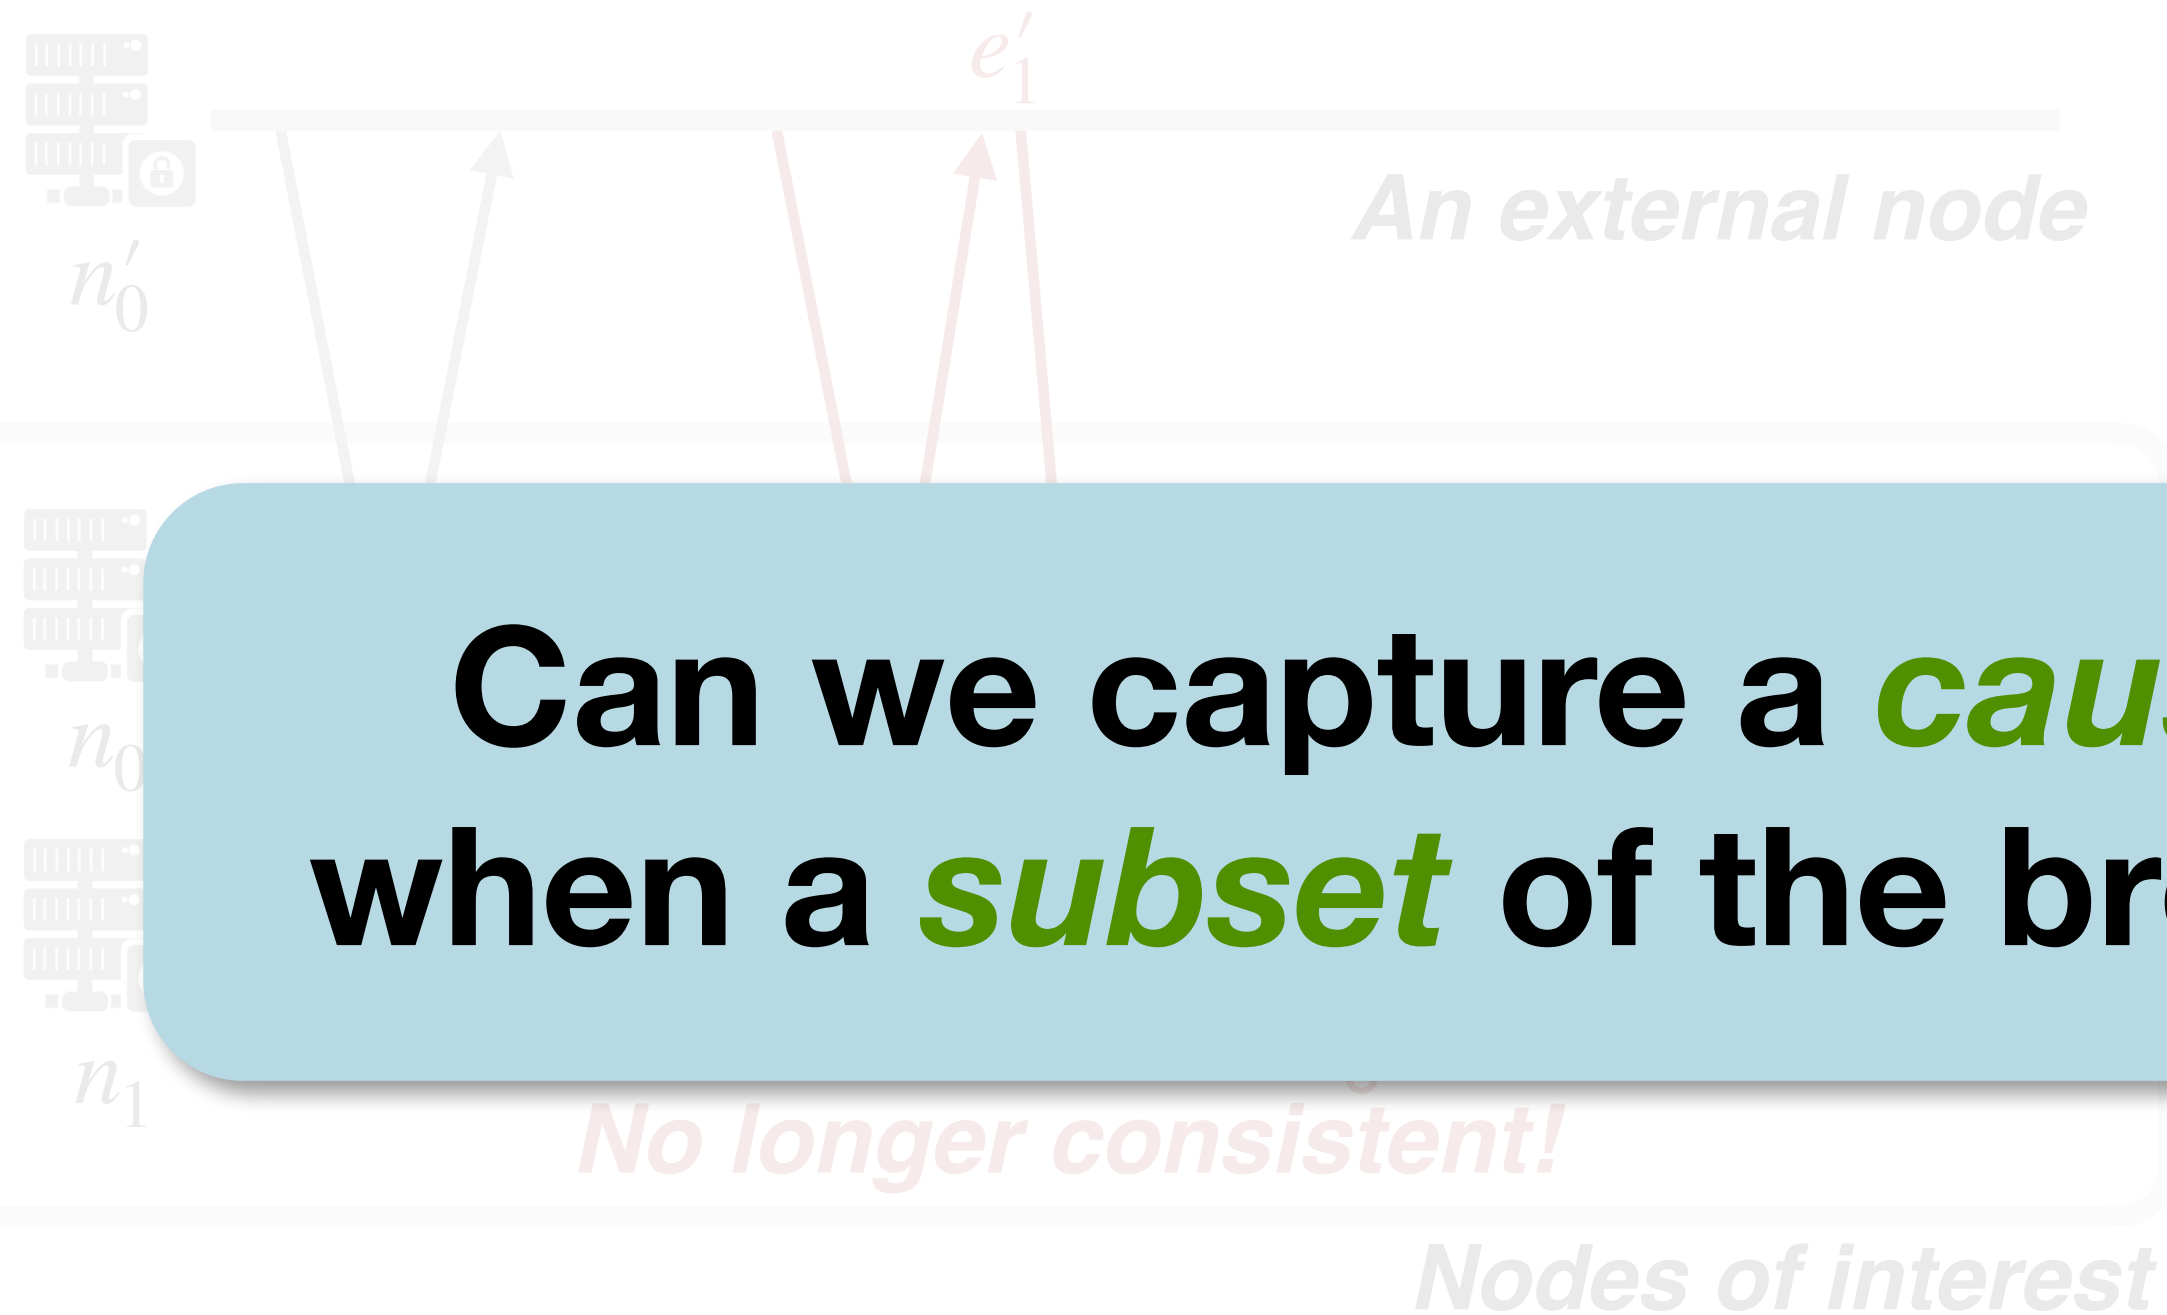 e′1
An external node
n′0
Can we capture a
n0
when a subset of the
n1
No longer consistent!
Nodes of interest